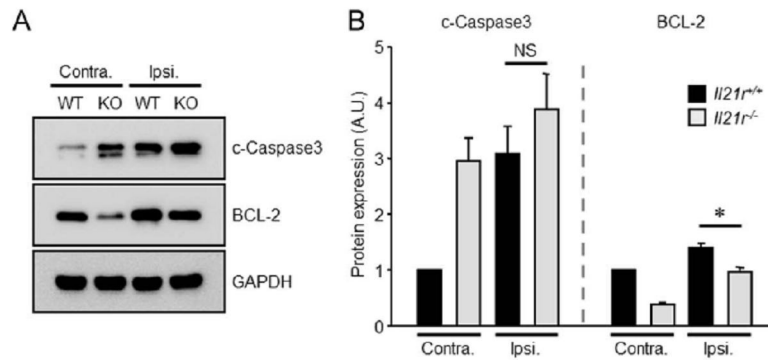 A
Contra. Ipsi.
WT KO WT KO
c-Caspase3
BCL-2
GAPDH
B
c-Caspase3 BCL-2
NS
*
Il21r+/+
Il21r-/-
Protein expression (A.U.)
5
4
3
2
1
0
Contra. Ipsi. Contra. Ipsi.